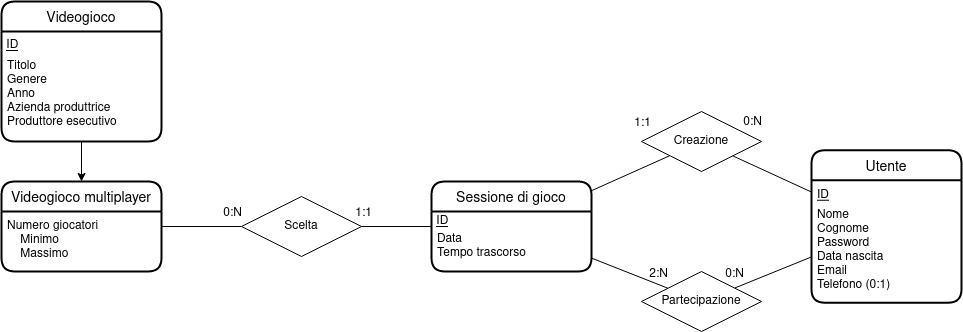 Videogioco
ID
Titolo
Genere
Anno
Azienda produttrice
Produttore esecutivo
Videogioco multiplayer
Numero giocatori
Minimo
Massimo
0:N
Scelta
1:1
Sessione di gioco
ID
Data
Tempo trascorso
1:1
Creazione
0:N
2:N
Partecipazione
0:N
Utente
ID
Nome
Cognome
Password
Data nascita
Email
Telefono (0:1)